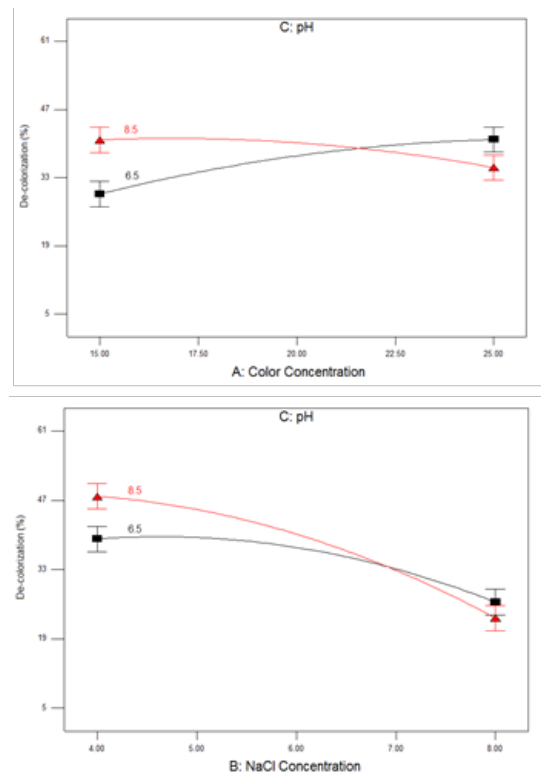 C: pH
61
47
33
19
5
De-colorization (%)
8.5
6.5
15.00 17.50 20.00 22.50 25.00
A: Color Concentration
C: pH
61
47
33
19
5
De-colorization (%)
8.5
6.5
4.00 5.00 6.00 7.00 8.00
B: NaCl Concentration